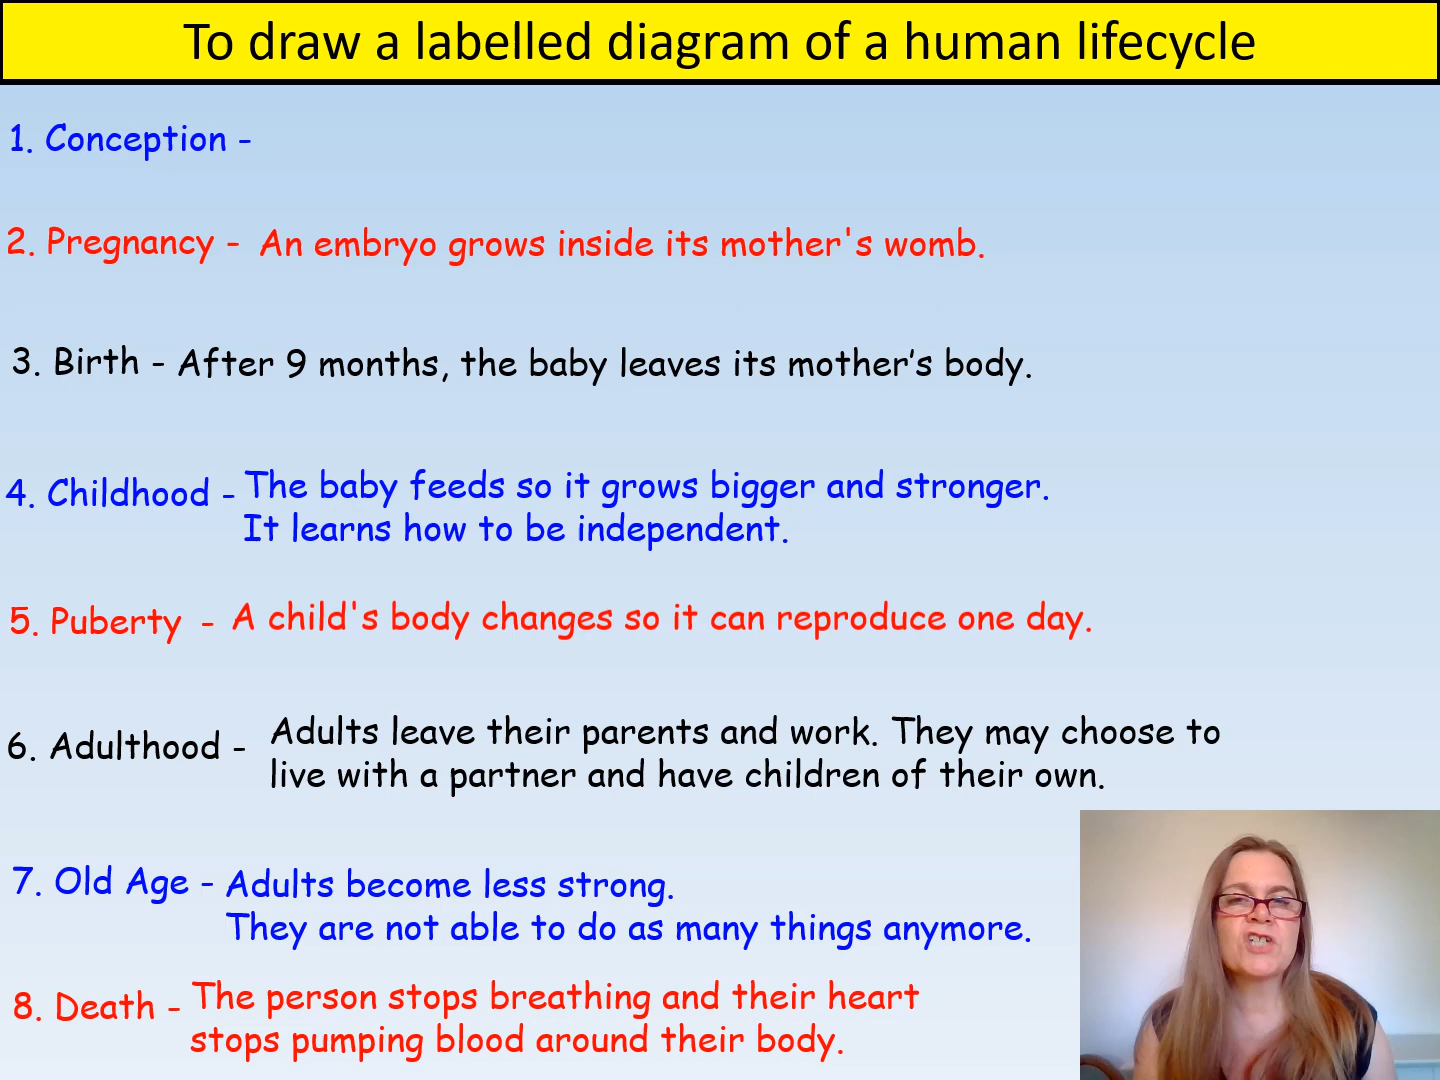 To draw a labelled diagram of a human lifecycle
1. Conception -
2. Pregnancy - An embryo grows inside its mother's womb.
3. Birth - After 9 months, the baby leaves its mother’s body.
4. Childhood - The baby feeds so it grows bigger and stronger.
It learns how to be independent.
5. Puberty - A child's body changes so it can reproduce one day.
6. Adulthood - Adults leave their parents and work. They may choose to
live with a partner and have children of their own.
7. Old Age - Adults become less strong.
They are not able to do as many things anymore.
8. Death - The person stops breathing and their heart
stops pumping blood around their body.